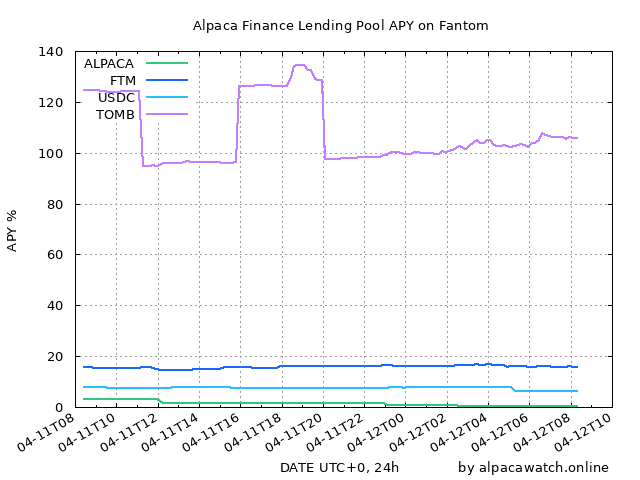 Alpaca Finance Lending Pool APY on Fantom
APY %
140
120
100
80
60
40
20
0
ALPACA
FTM
USDC
TOMB
04-11T08
04-11T10
04-11T12
04-11T14
04-11T16
04-11T18
04-11T20
04-11T22
04-12T00
04-12T02
04-12T04
04-12T06
04-12T08
04-12T10
DATE UTC+0, 24h
by alpacawatch.online